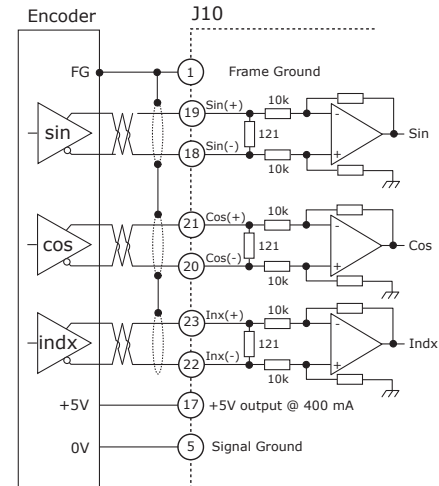 Encoder
J10
FG
1
Frame Ground
sin
19
Sin(+)
10k
-
121
Sin
18
Sin(-)
+
10k
cos
21
Cos(+)
10k
-
121
Cos
20
Cos(-)
+
10k
indx
23
Inx(+)
10k
-
121
Indx
22
Inx(-)
+
10k
+5V
17
+5V output @ 400 mA
0V
5
Signal Ground